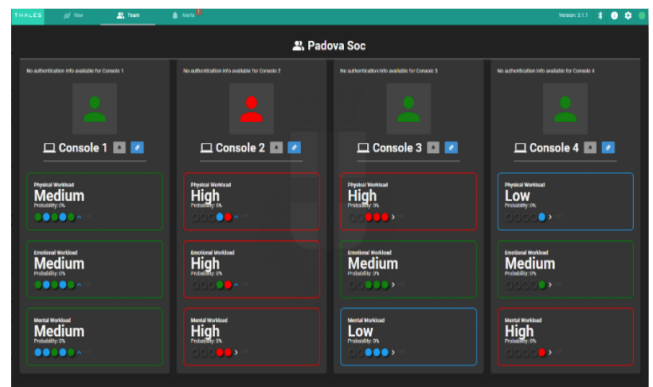 THALES
Team
Alerts
Version: 3.1.1
Padova Soc
No authentication info available for Console 1
No authentication info available for Console 2
No authentication info available for Console 3
No authentication info available for Console 4
Console 1
Console 2
Console 3
Console 4
Physical Workload
Medium
Probability: 0%
Physical Workload
High
Probability: 0%
Physical Workload
High
Probability: 0%
Physical Workload
Low
Probability: 0%
Emotional Workload
Medium
Probability: 0%
Emotional Workload
High
Probability: 0%
Emotional Workload
Medium
Probability: 0%
Emotional Workload
Medium
Probability: 0%
Mental Workload
Medium
Probability: 0%
Mental Workload
High
Probability: 0%
Mental Workload
Low
Probability: 0%
Mental Workload
High
Probability: 0%